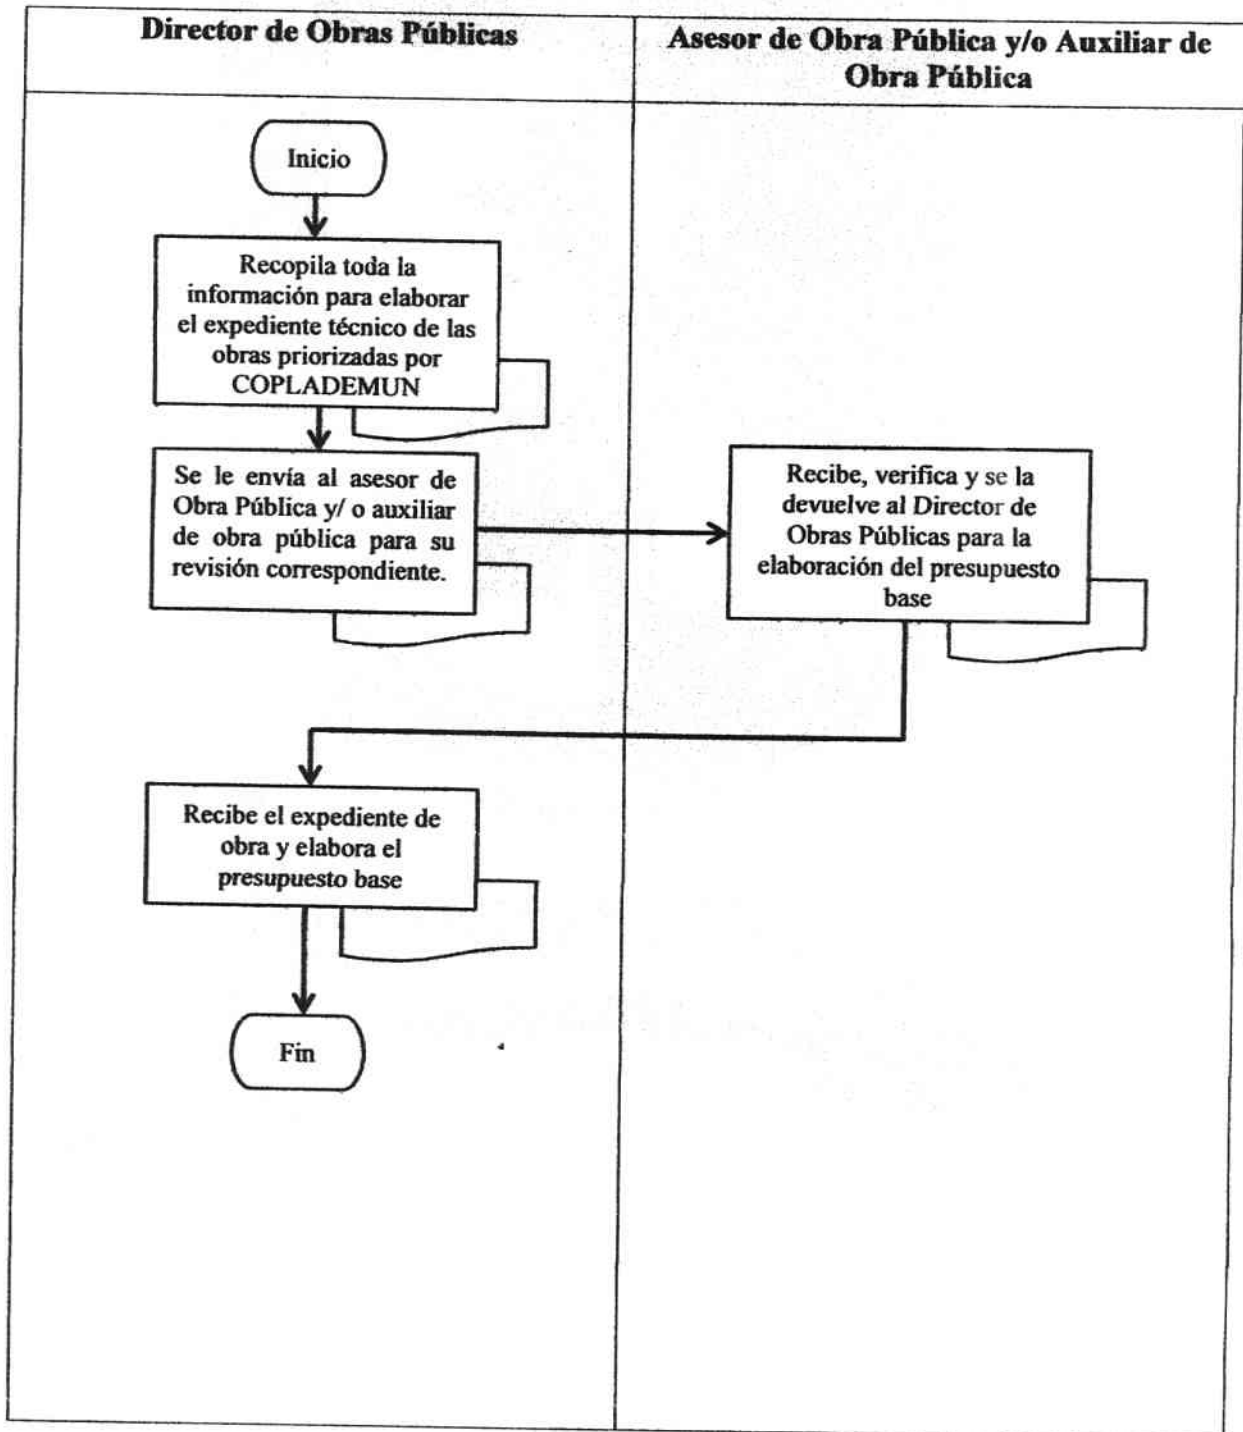 Director de Obras Públicas
Asesor de Obra Pública y/o Auxiliar de
Obra Pública
Inicio
Recopila toda la
información para elaborar
el expediente técnico de las
obras priorizadas por
COPLADEMUN
Se le envía al asesor de
Obra Pública y/ o auxiliar
de obra pública para su
revisión correspondiente.
Recibe, verifica y se la
devuelve al Director de
Obras Públicas para la
elaboración del presupuesto
base
Recibe el expediente de
obra y elabora el
presupuesto base
Fin